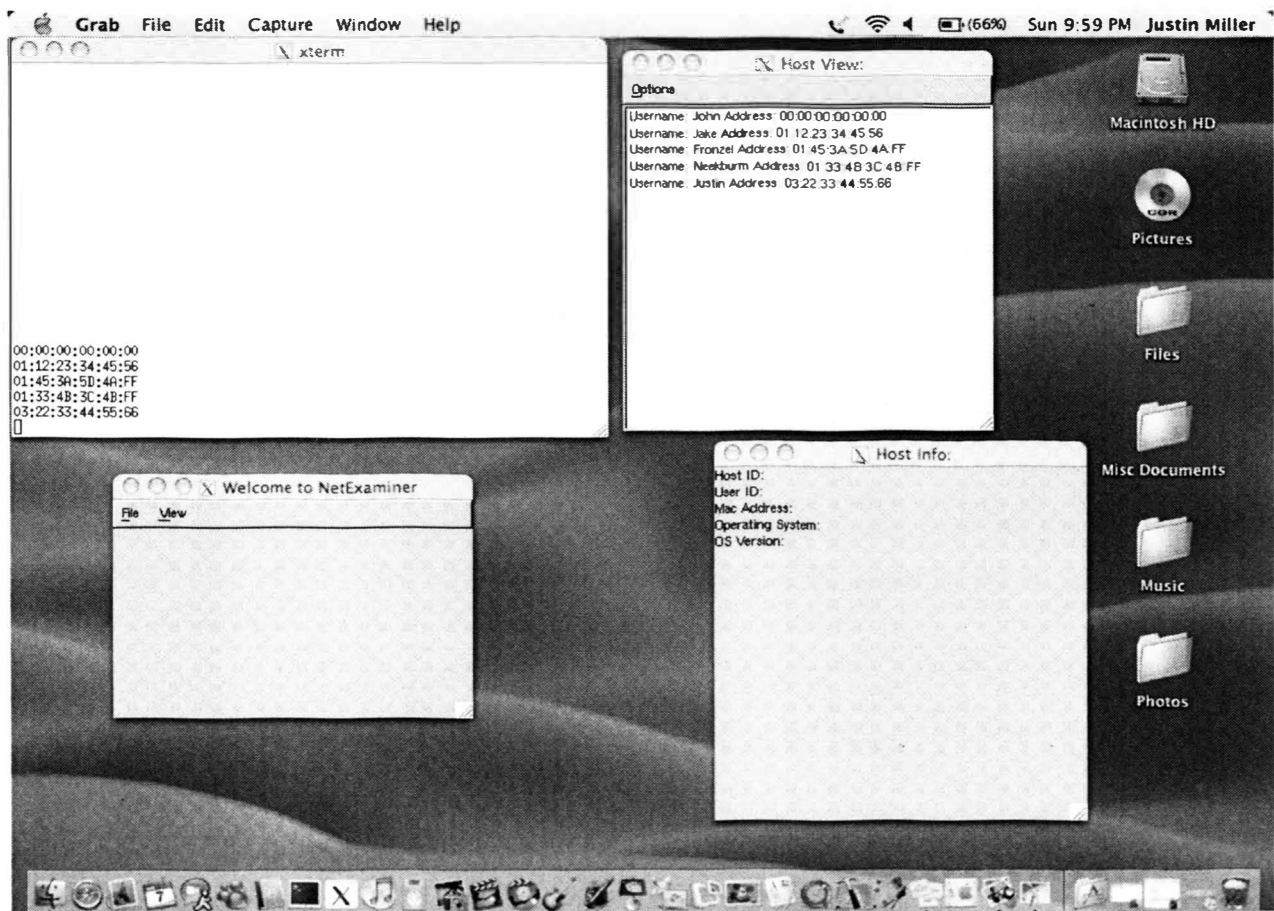 Grab File Edit Capture Window Help (66%) Sun 9:59 PM Justin Miller
xterm
00:00:00:00:00:00
01:12:23:34:45:56
01:45:3A:5D:4A:FF
01:33:4B:3C:4B:FF
03:22:33:44:55:66
Host View:
Options
Username: John Address: 00:00:00:00:00:00
Username: Jake Address: 01:12:23:34:45:56
Username: Fronzel Address: 01:45:3A:5D:4A:FF
Username: Neekburm Address: 01:33:4B:3C:4B:FF
Username: Justin Address: 03:22:33:44:55:66
Welcome to NetExaminer
File View
Host Info:
Host ID:
User ID:
Mac Address:
Operating System:
OS Version:
Macintosh HD
CDR
Pictures
Files
Misc Documents
Music
Photos
7
X